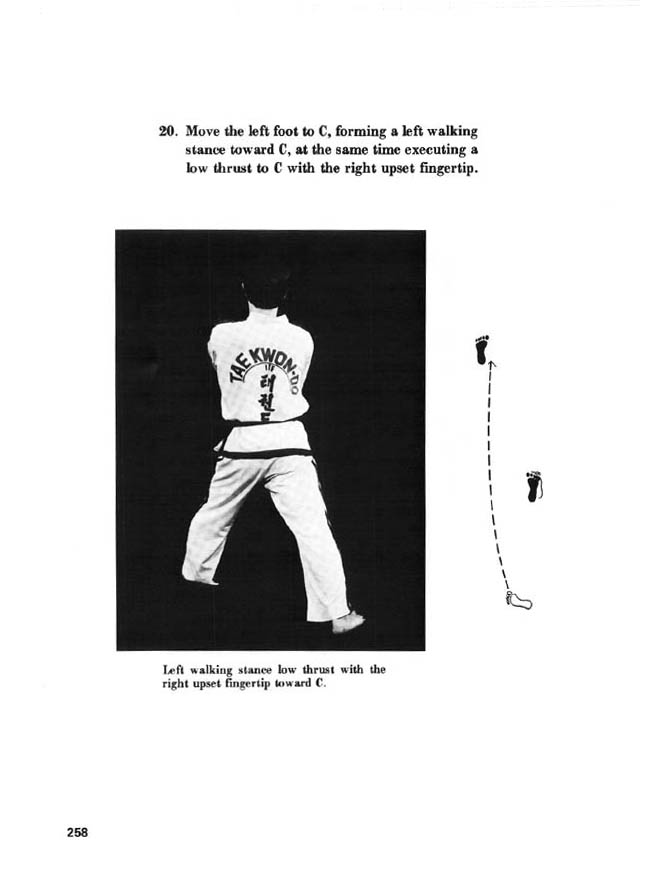 20. Move the left foot to C, forming a left walking
stance toward C, at the same time executing a
low thrust to C with the right upset fingertip.
TAE KWON-DO
태권도
Left walking stance low thrust with the
right upset fingertip toward C.
258